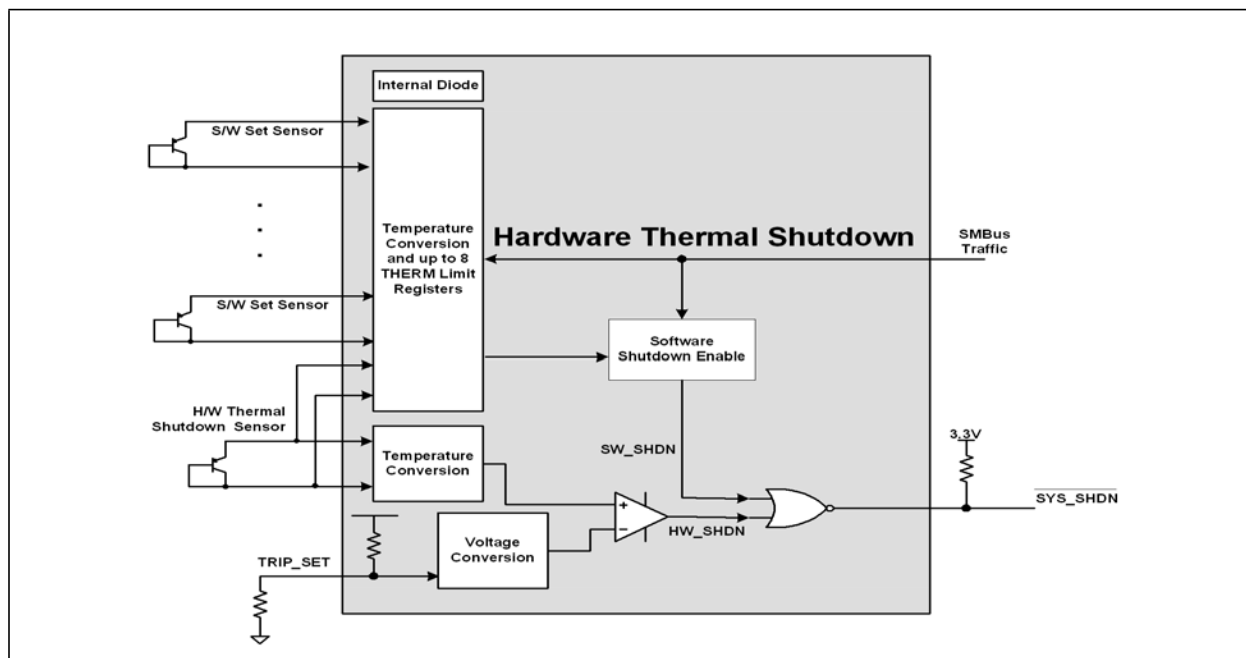 Internal Diode
S/W Set Sensor
Temperature
Conversion
and up to 8
THERM Limit
Registers
Hardware Thermal Shutdown
SMBus
Traffic
S/W Set Sensor
Software
Shutdown Enable
H/W Thermal
Shutdown Sensor
Temperature
Conversion
SW_SHDN
3.3V
SYS_SHDN
+
–
HW_SHDN
Voltage
Conversion
TRIP_SET